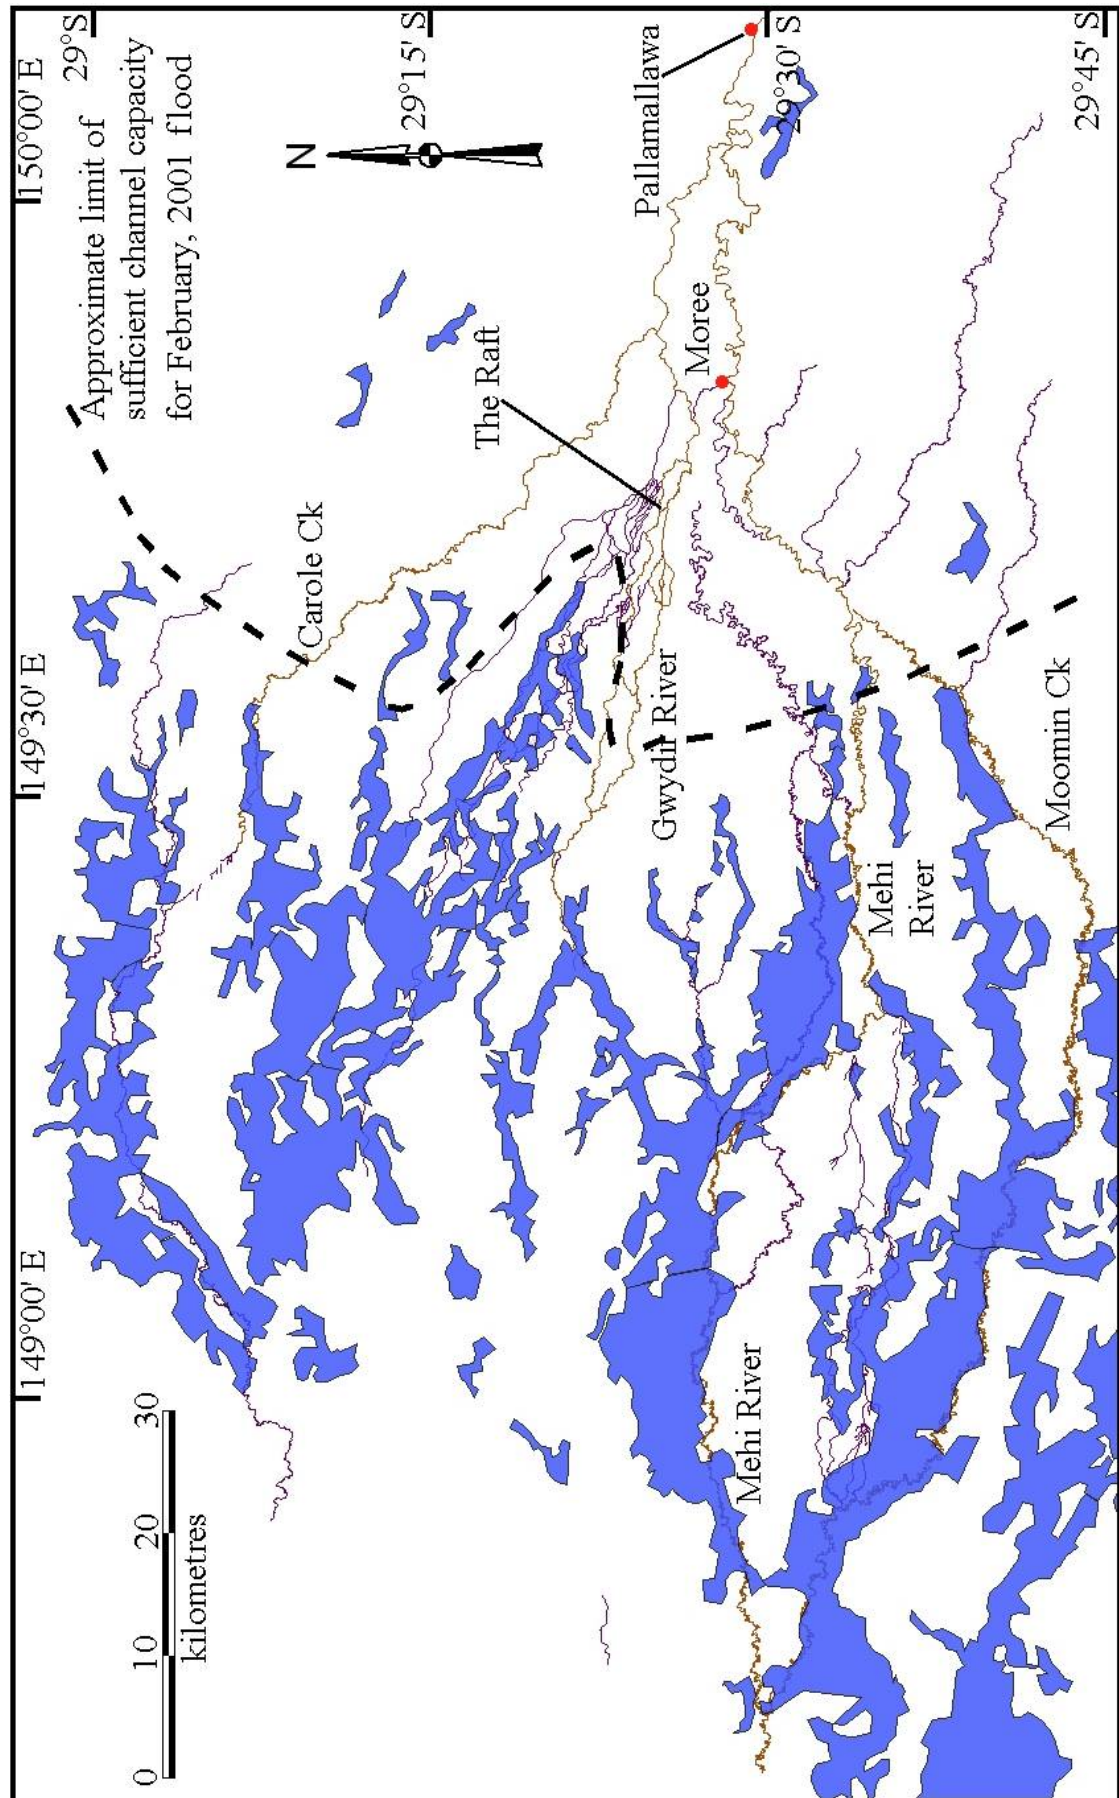 149°00' E
149°30' E
150°00' E
Approximate limit of
sufficient channel capacity
for February, 2001 flood
29°S
0
10
20
30
kilometres
N
Carole Ck
29°15' S
The Raft
Pallamallawa
Gwydir River
Moree
Mehi River
29°30' S
Mehi
River
Moomin Ck
29°45' S